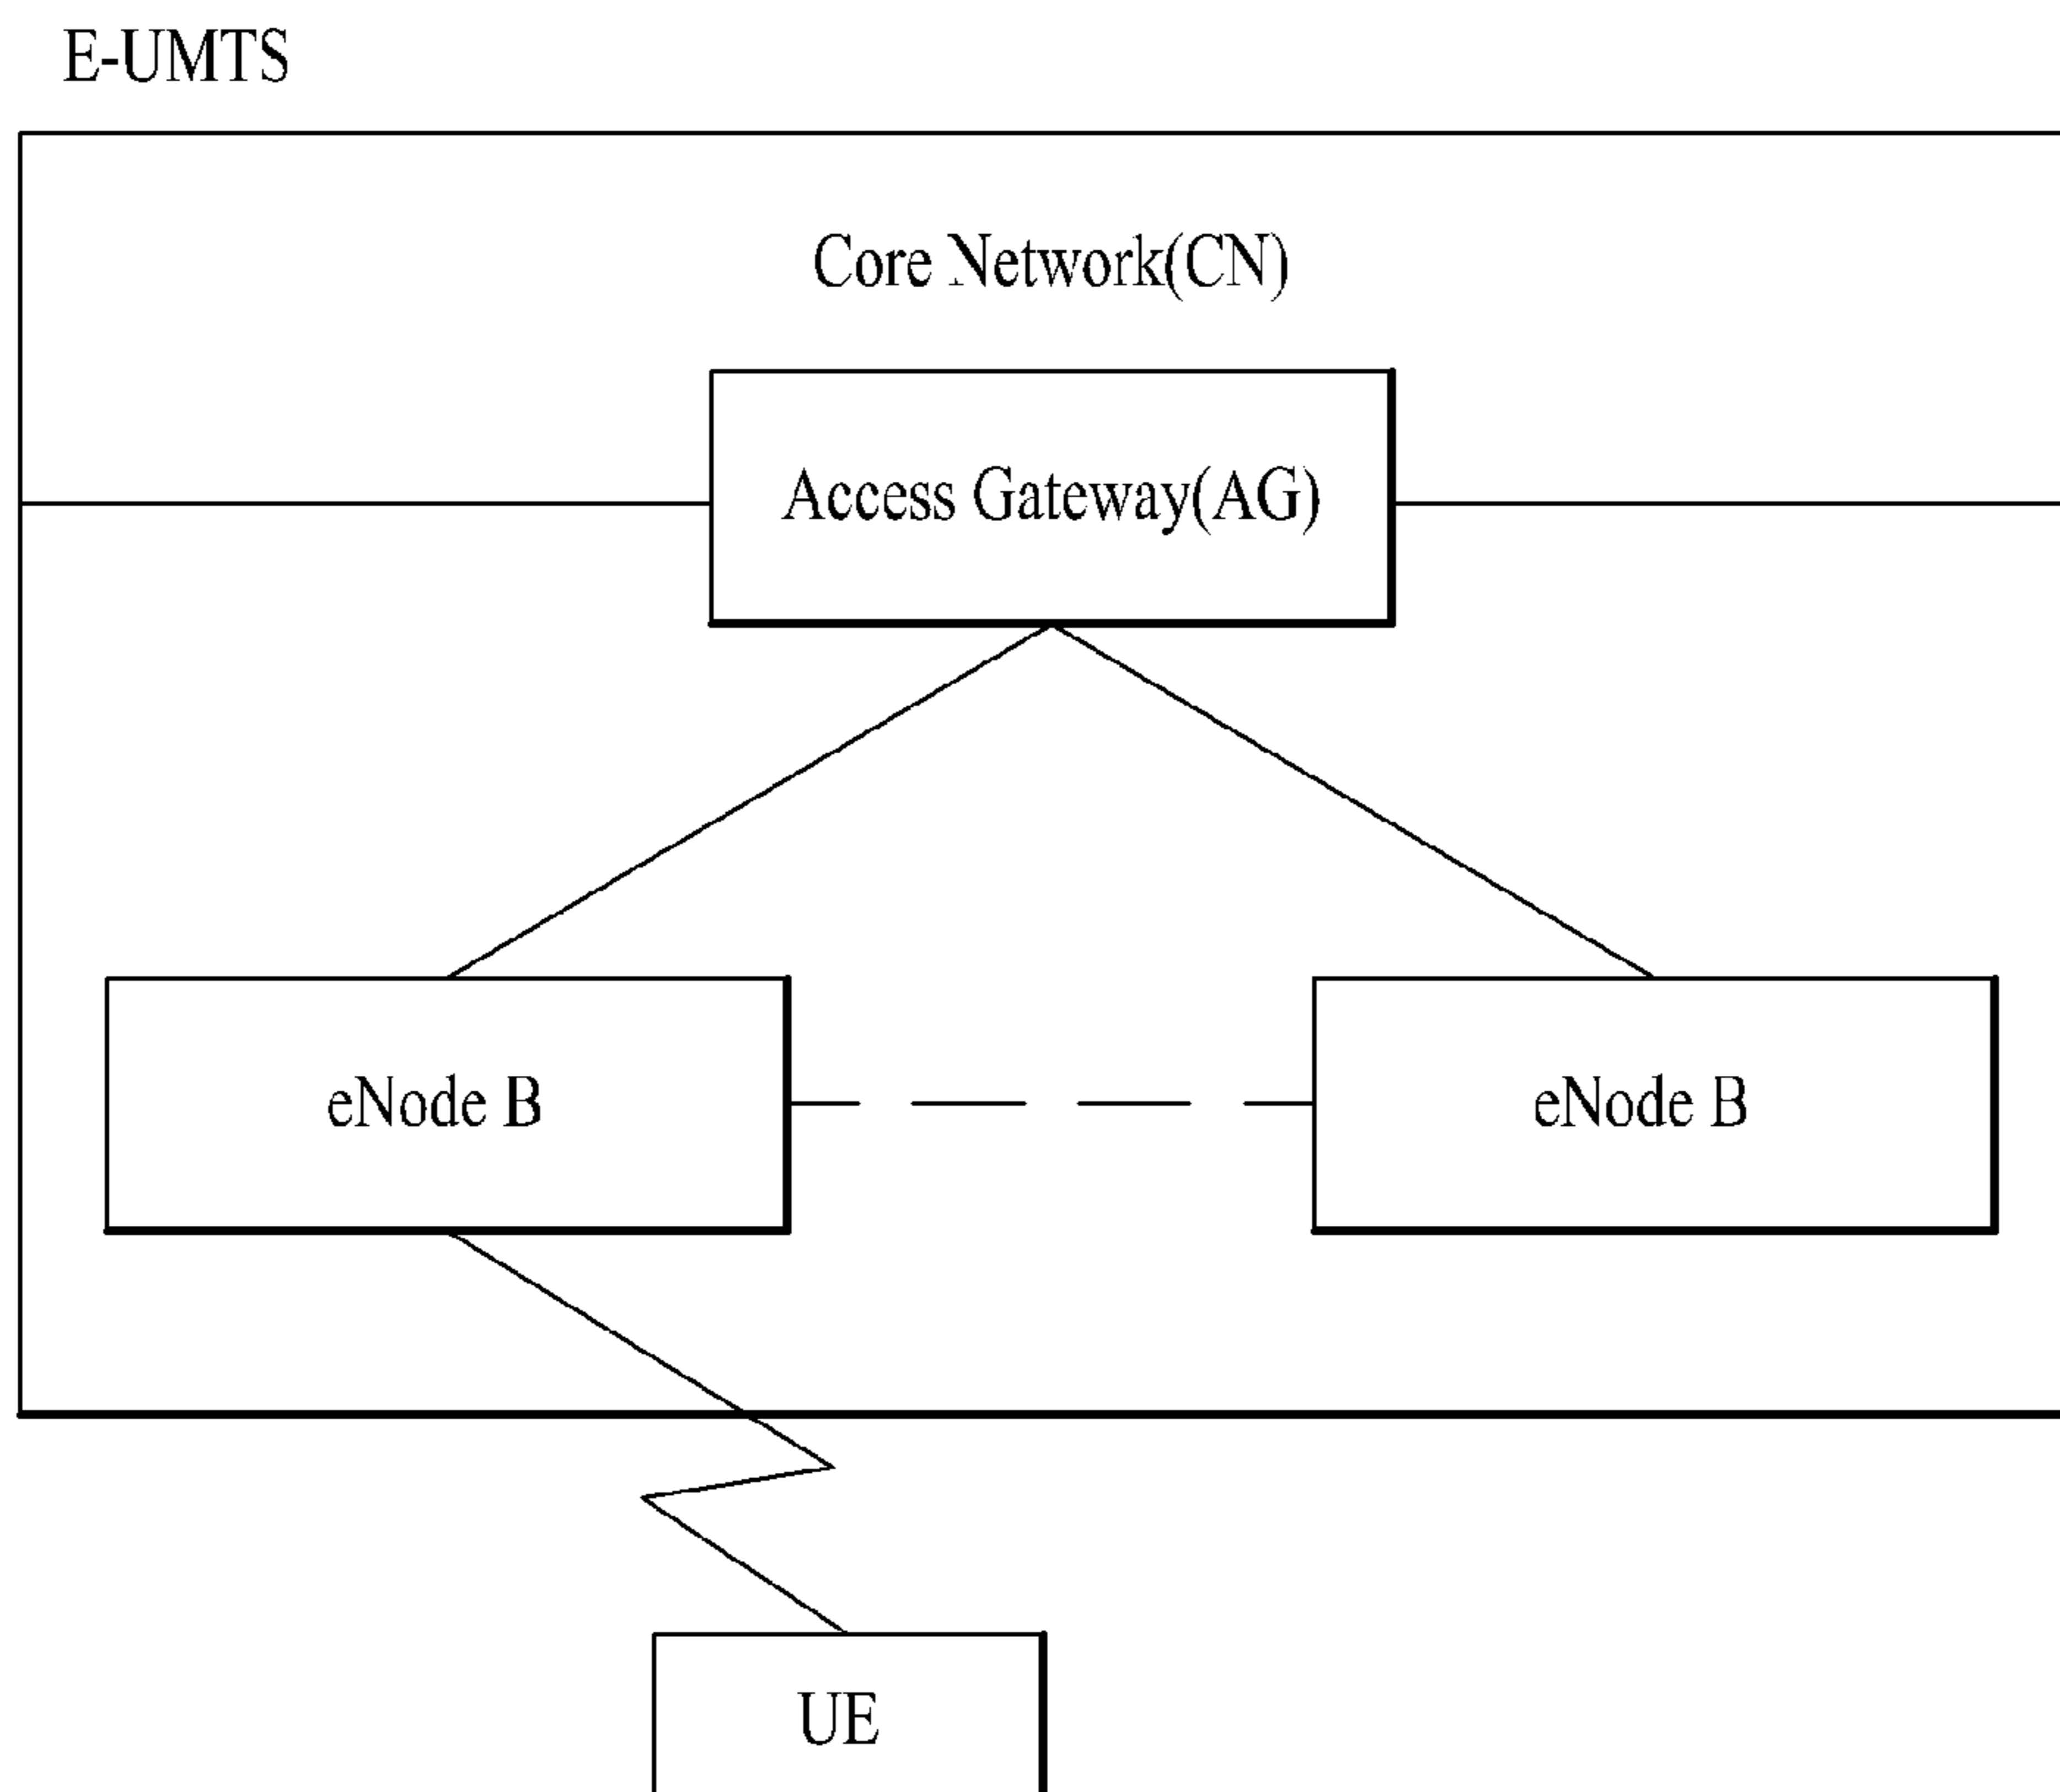 E-UMTS
Core Network(CN)
Access Gateway(AG)
eNode B
eNode B
UE